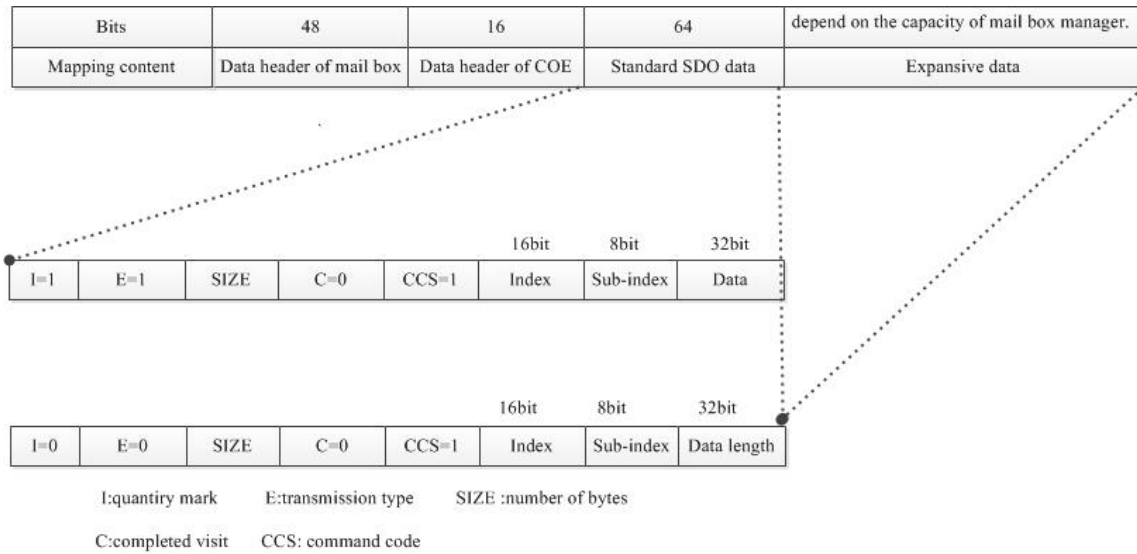 Bits 48 16 64 depend on the capacity of mail box manager.
Mapping content Data header of mail box Data header of COE Standard SDO data Expansive data
16bit 8bit 32bit
I=1 E=1 SIZE C=0 CCS=1 Index Sub-index Data
16bit 8bit 32bit
I=0 E=0 SIZE C=0 CCS=1 Index Sub-index Data length
I:quantiry mark E:transmission type SIZE :number of bytes
C:completed visit CCS: command code